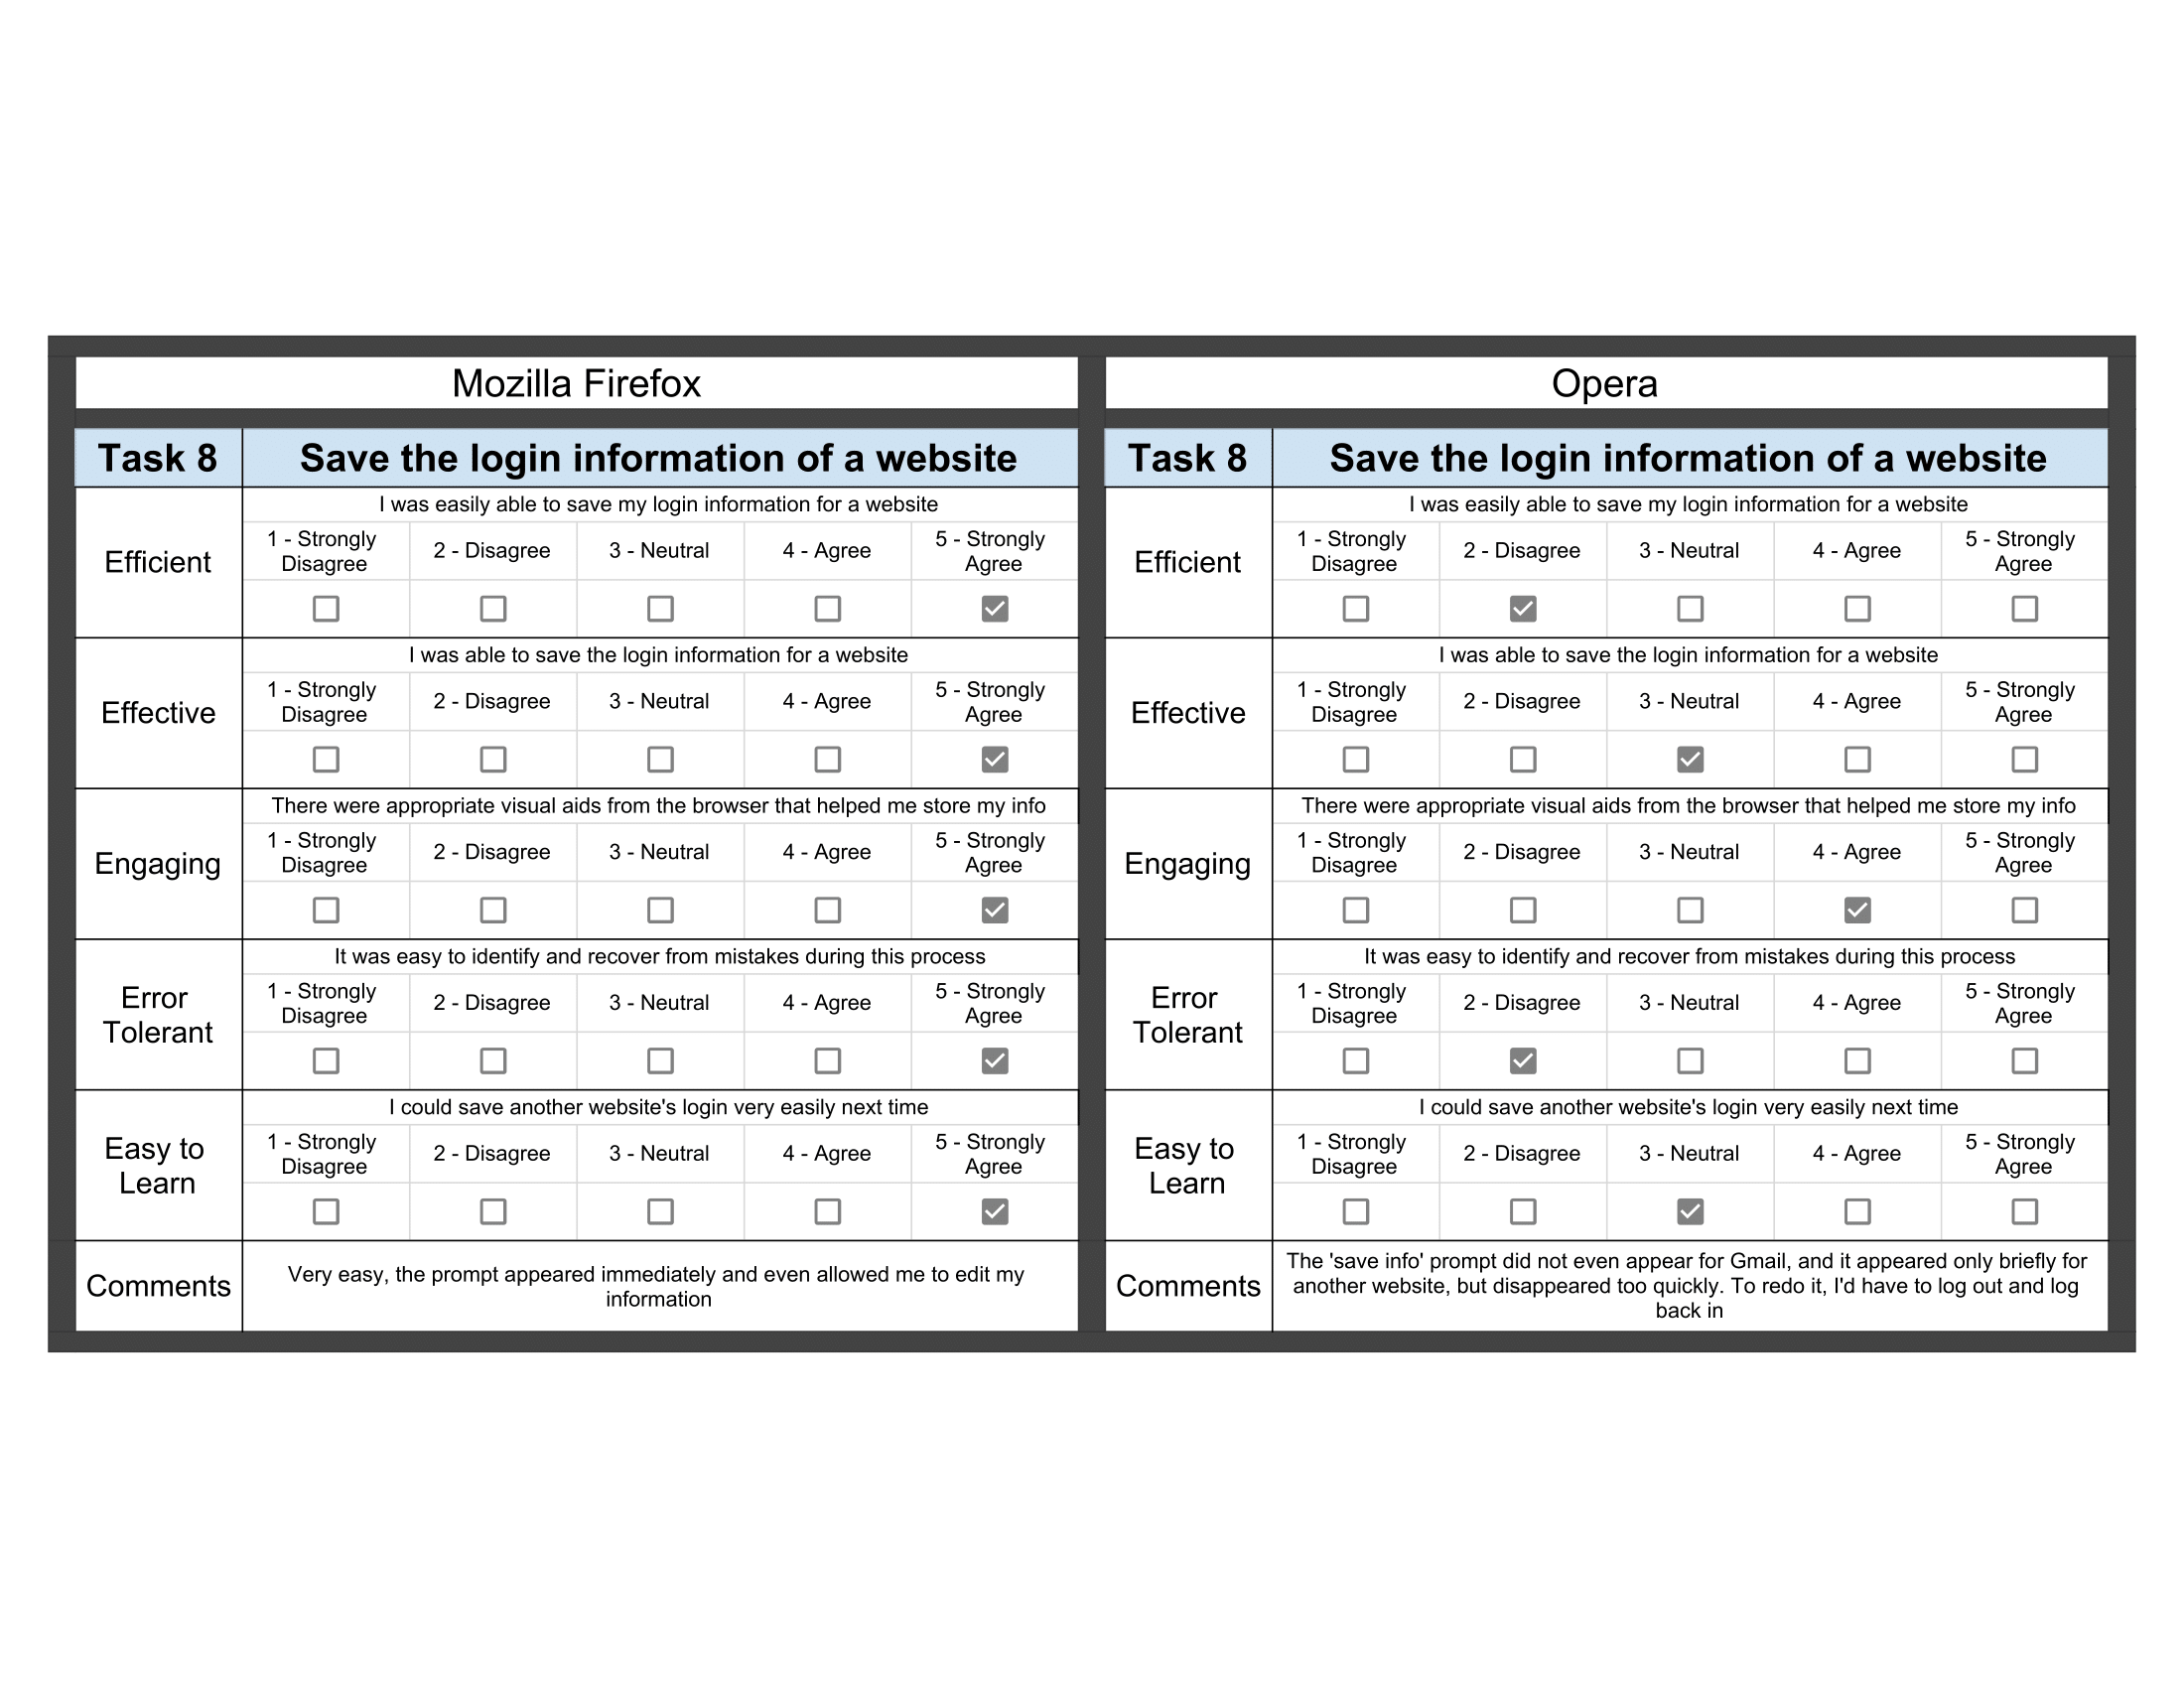 Mozilla Firefox
Task 8
Save the login information of a website
Efficient
I was easily able to save my login information for a website
1 - Strongly
Disagree
2 - Disagree
3 - Neutral
4 - Agree
5 - Strongly
Agree
Effective
I was able to save the login information for a website
1 - Strongly
Disagree
2 - Disagree
3 - Neutral
4 - Agree
5 - Strongly
Agree
Engaging
There were appropriate visual aids from the browser that helped me store my info
1 - Strongly
Disagree
2 - Disagree
3 - Neutral
4 - Agree
5 - Strongly
Agree
Error
Tolerant
It was easy to identify and recover from mistakes during this process
1 - Strongly
Disagree
2 - Disagree
3 - Neutral
4 - Agree
5 - Strongly
Agree
Easy to
Learn
I could save another website's login very easily next time
1 - Strongly
Disagree
2 - Disagree
3 - Neutral
4 - Agree
5 - Strongly
Agree
Comments
Very easy, the prompt appeared immediately and even allowed me to edit my
information
Opera
Task 8
Save the login information of a website
Efficient
I was easily able to save my login information for a website
1 - Strongly
Disagree
2 - Disagree
3 - Neutral
4 - Agree
5 - Strongly
Agree
Effective
I was able to save the login information for a website
1 - Strongly
Disagree
2 - Disagree
3 - Neutral
4 - Agree
5 - Strongly
Agree
Engaging
There were appropriate visual aids from the browser that helped me store my info
1 - Strongly
Disagree
2 - Disagree
3 - Neutral
4 - Agree
5 - Strongly
Agree
Error
Tolerant
It was easy to identify and recover from mistakes during this process
1 - Strongly
Disagree
2 - Disagree
3 - Neutral
4 - Agree
5 - Strongly
Agree
Easy to
Learn
I could save another website's login very easily next time
1 - Strongly
Disagree
2 - Disagree
3 - Neutral
4 - Agree
5 - Strongly
Agree
Comments
The 'save info' prompt did not even appear for Gmail, and it appeared only briefly for
another website, but disappeared too quickly. To redo it, I'd have to log out and log
back in